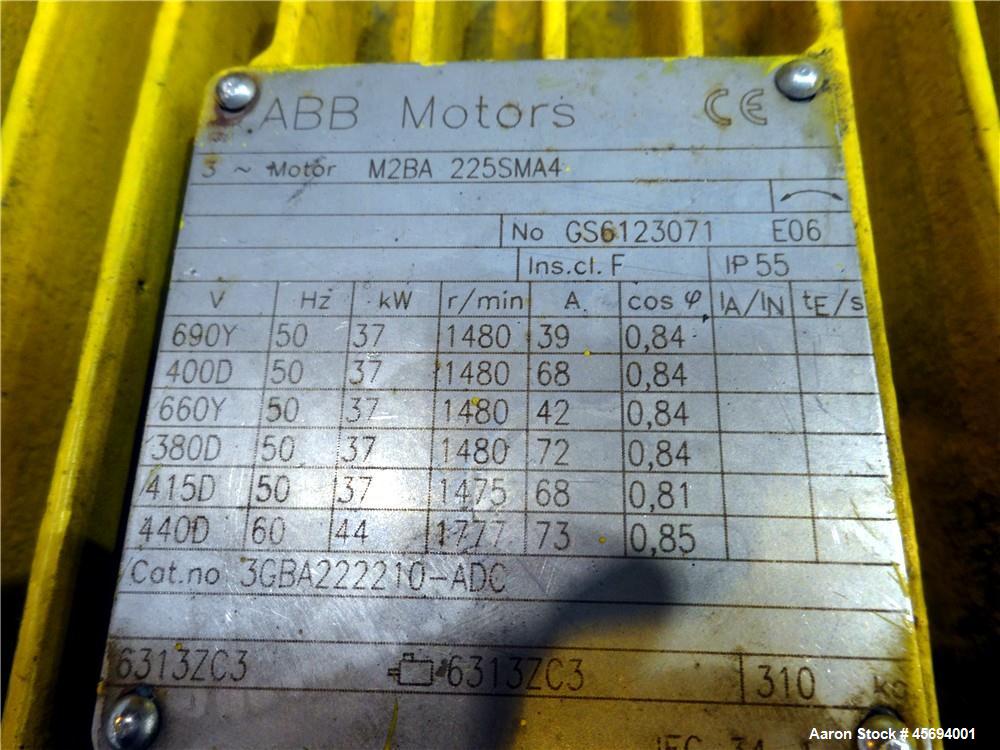 ABB Motors CE
3 ~ Motor M2BA 225SMA4
No GS6123071 E06
Ins.cl. F IP 55
V Hz kW r/min A cos φ IA/IN tE/s
690Y 50 37 1480 39 0,84
400D 50 37 1480 68 0,84
660Y 50 37 1480 42 0,84
380D 50 37 1480 72 0,84
415D 50 37 1475 68 0,81
440D 60 44 1777 73 0,85
Cat.no 3GBA222210-ADC
6313ZC3 6313ZC3 310 kg
IEC 34
Aaron Stock # 45694001